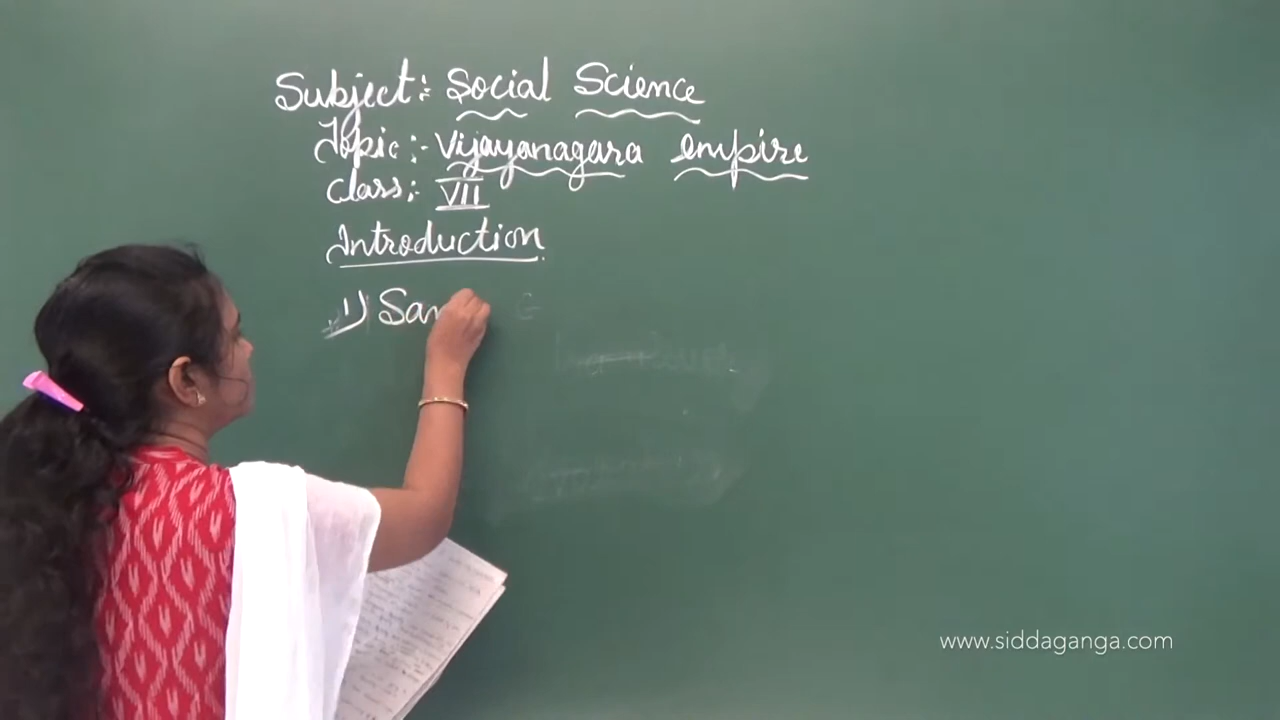 Subject:- Social Science
Topic:- Vijayanagara empire
Class:- VII
Introduction
1) San
www.siddaganga.com